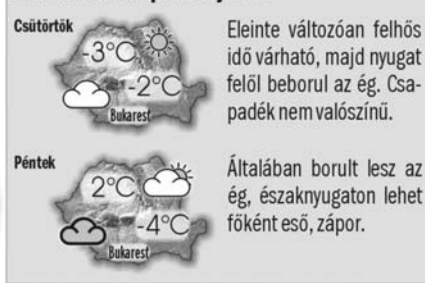 Csütörtök
-3°C
-2°C
Bukarest
Eleinte változóan felhős
idő várható, majd nyugat
felől beborul az ég. Csa-
padék nem valószínű.
Péntek
2°C
-4°C
Bukarest
Általában borult lesz az
ég, északnyugaton lehet
főként eső, zápor.